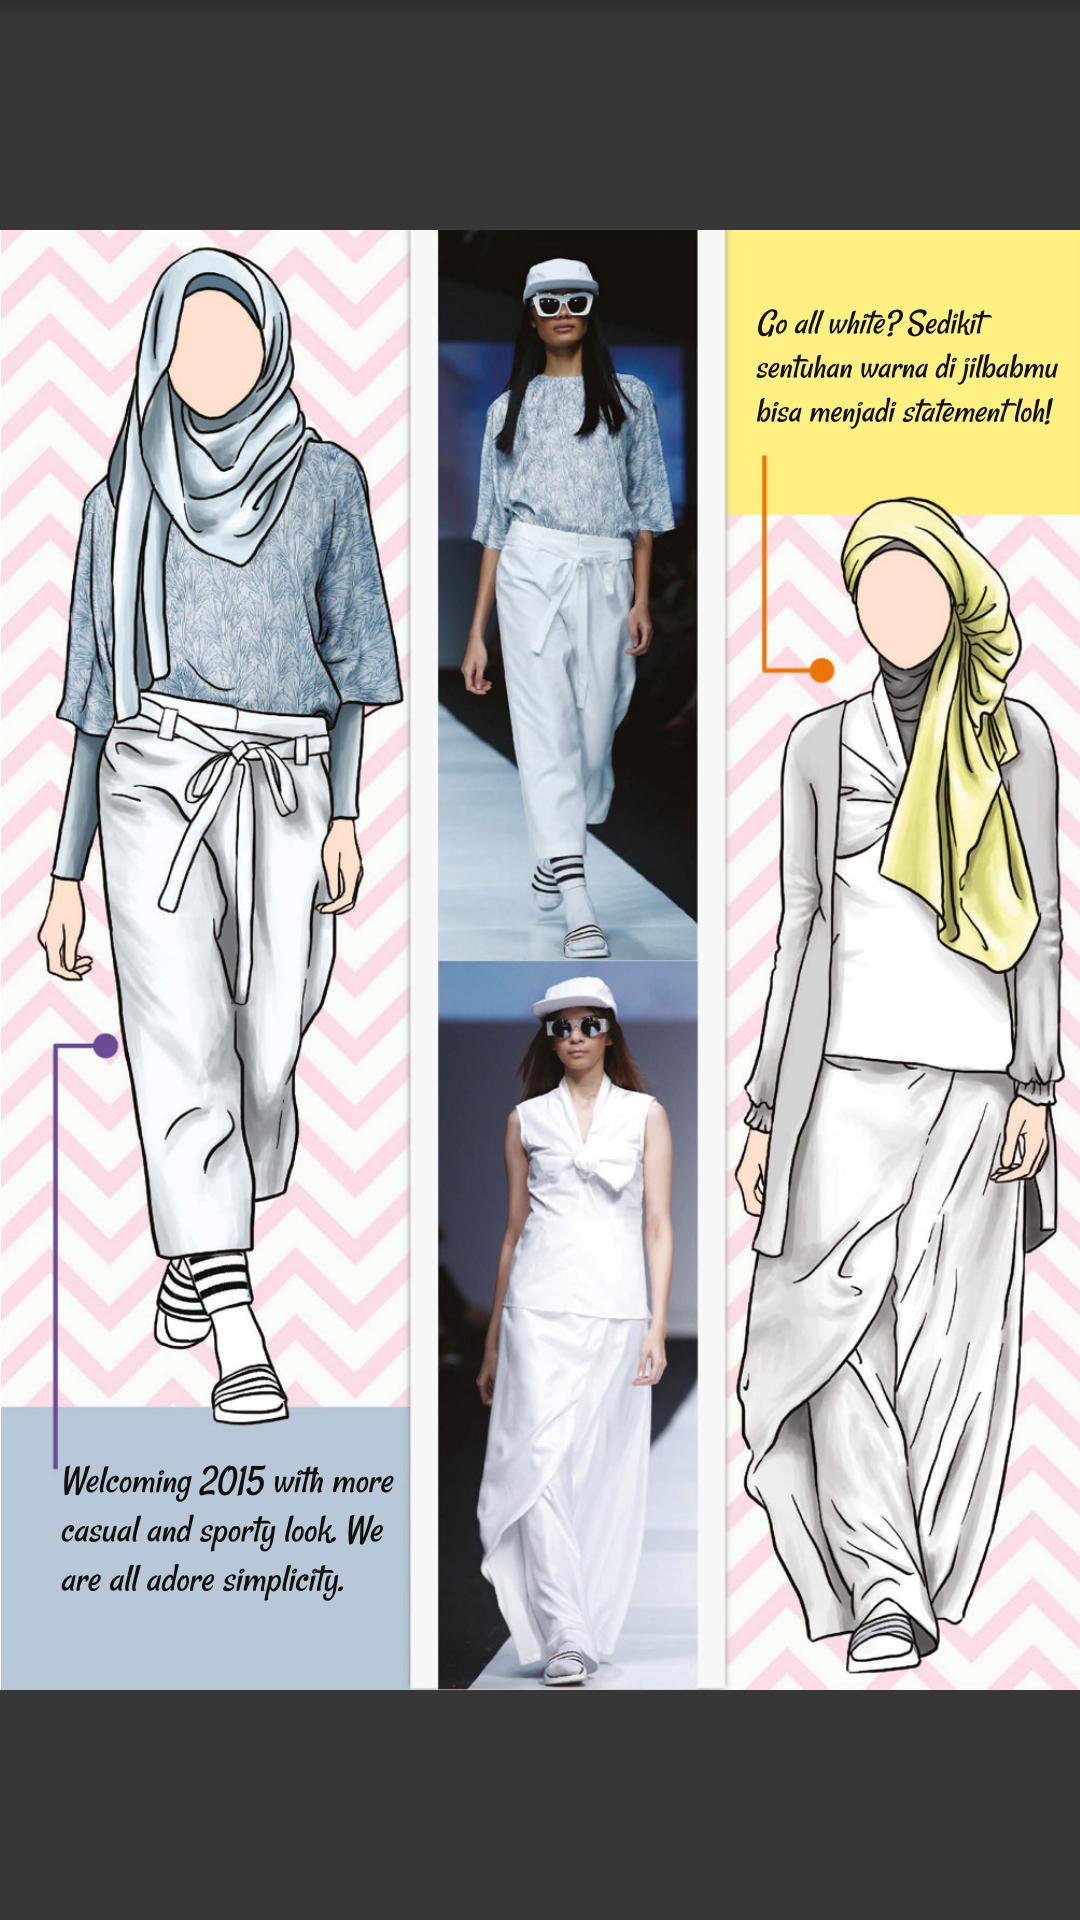 Go all white? Sedikit
sentuhan warna di jilbabmu
bisa menjadi statement loh!
Welcoming 2015 with more
casual and sporty look. We
are all adore simplicity.